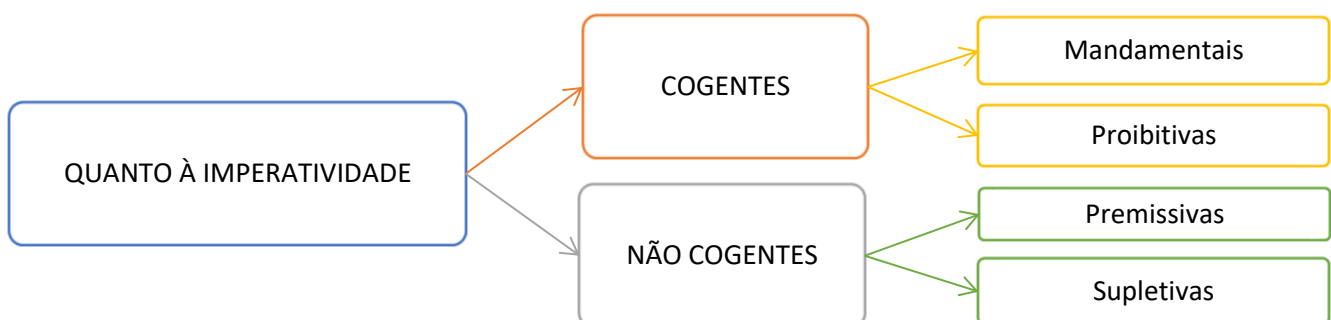 QUANTO À IMPERATIVIDADE
COGENTES
Mandamentais
Proibitivas
NÃO COGENTES
Premissivas
Supletivas